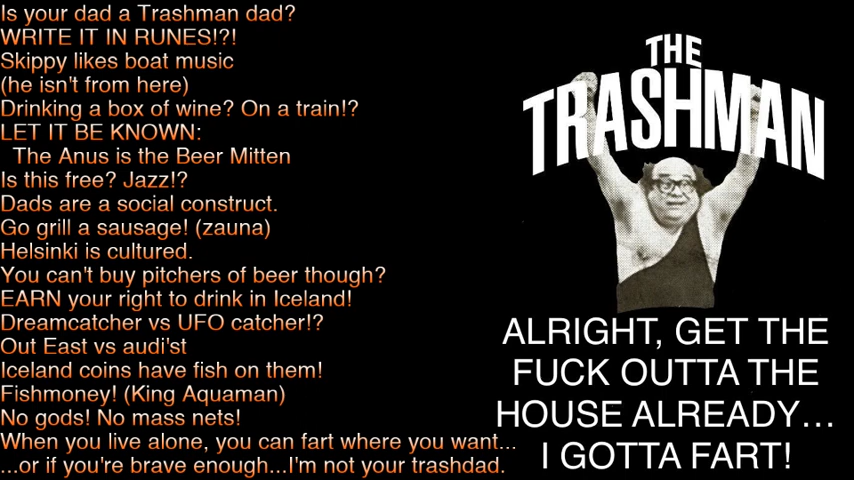 Is your dad a Trashman dad?
WRITE IT IN RUNES!?!
Skippy likes boat music
(he isn't from here)
Drinking a box of wine? On a train!?
LET IT BE KNOWN:
The Anus is the Beer Mitten
Is this free? Jazz!?
Dads are a social construct.
Go grill a sausage! (zauna)
Helsinki is cultured.
You can't buy pitchers of beer though?
EARN your right to drink in Iceland!
Dreamcatcher vs UFO catcher!?
Out East vs audi'st
Iceland coins have fish on them!
Fishmoney! (King Aquaman)
No gods! No mass nets!
When you live alone, you can fart where you want...
...or if you're brave enough...I'm not your trashdad.
THE
TRASHMAN
ALRIGHT, GET THE
FUCK OUTTA THE
HOUSE ALREADY...
I GOTTA FART!